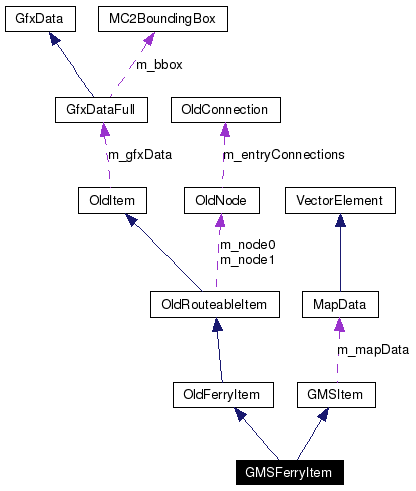 GfxData
MC2BoundingBox
m_bbox
GfxDataFull
OldConnection
m_gfxData
m_entryConnections
OldItem
OldNode
VectorElement
m_node0
m_node1
OldRouteableItem
MapData
m_mapData
OldFerryItem
GMSItem
GMSFerryItem